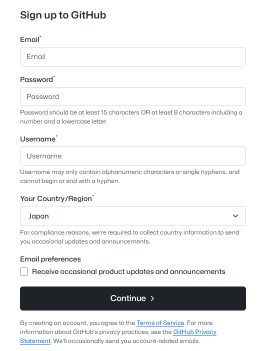 Sign up to GitHub
Email*
Email
Password*
Password
Password should be at least 15 characters OR at least 8 characters including a
number and a lowercase letter.
Username*
Username
Username may only contain alphanumeric characters or single hyphens, and
cannot begin or end with a hyphen.
Your Country/Region*
Japan
For compliance reasons, we're required to collect country information to send
you occasional updates and announcements.
Email preferences
Receive occasional product updates and announcements
Continue >
By creating an account, you agree to the Terms of Service. For more
information about GitHub's privacy practices, see the GitHub Privacy
Statement. We'll occasionally send you account-related emails.